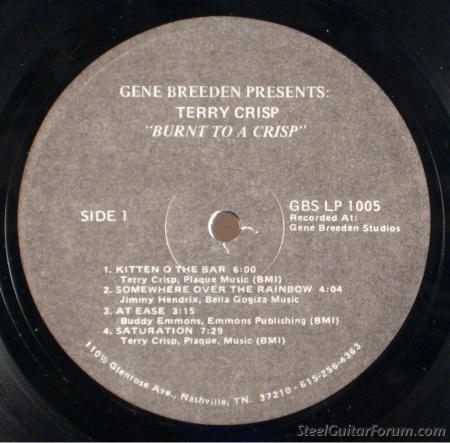 GENE BREEDEN PRESENTS:
TERRY CRISP
"BURNT TO A CRISP"
SIDE 1
GBS LP 1005
Recorded At:
Gene Breeden Studios
1. KITTEN O THE BAR 6:00
Terry Crisp, Plaque Music (BMI)
2. SOMEWHERE OVER THE RAINBOW 4:04
Jimmy Hendrix, Bella Gogiza Music
3. AT EASE 3:15
Buddy Emmons, Emmons Publishing (BMI)
4. SATURATION 7:29
Terry Crisp, Plaque, Music (BMI)
110½ Glenrose Ave., Nashville, TN. 37210 - 615-256-4363
SteelGuitarForum.com